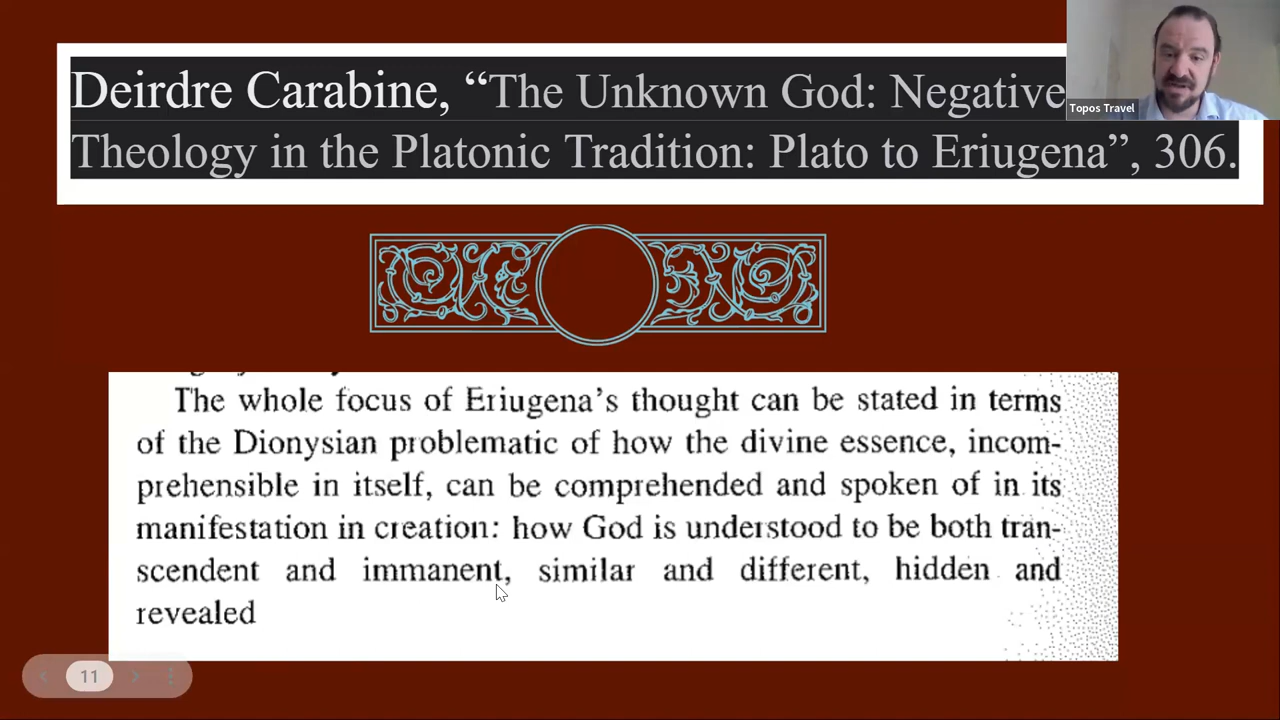 Deirdre Carabine, “The Unknown God: Negative
Theology in the Platonic Tradition: Plato to Eriugena”, 306.
Topos Travel
The whole focus of Eriugena’s thought can be stated in terms
of the Dionysian problematic of how the divine essence, incom-
prehensible in itself, can be comprehended and spoken of in its
manifestation in creation: how God is understood to be both tran-
scendent and immanent, similar and different, hidden and
revealed
11